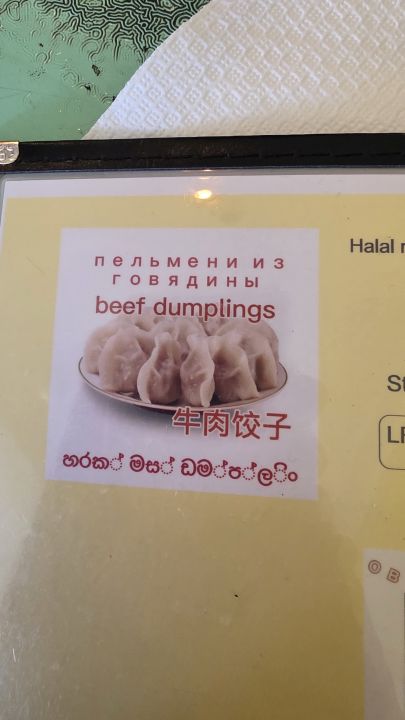 пельмени из
говядины
beef dumplings
牛肉饺子
හරක් මස් ඩම්ප්ලිං
Halal